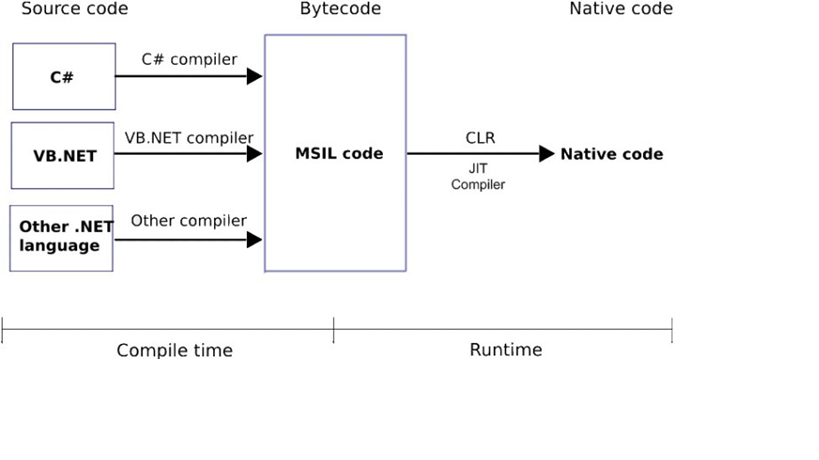 Source code
Bytecode
Native code
C#
C# compiler
VB.NET
VB.NET compiler
MSIL code
CLR
JIT
Compiler
Native code
Other .NET
language
Other compiler
Compile time
Runtime